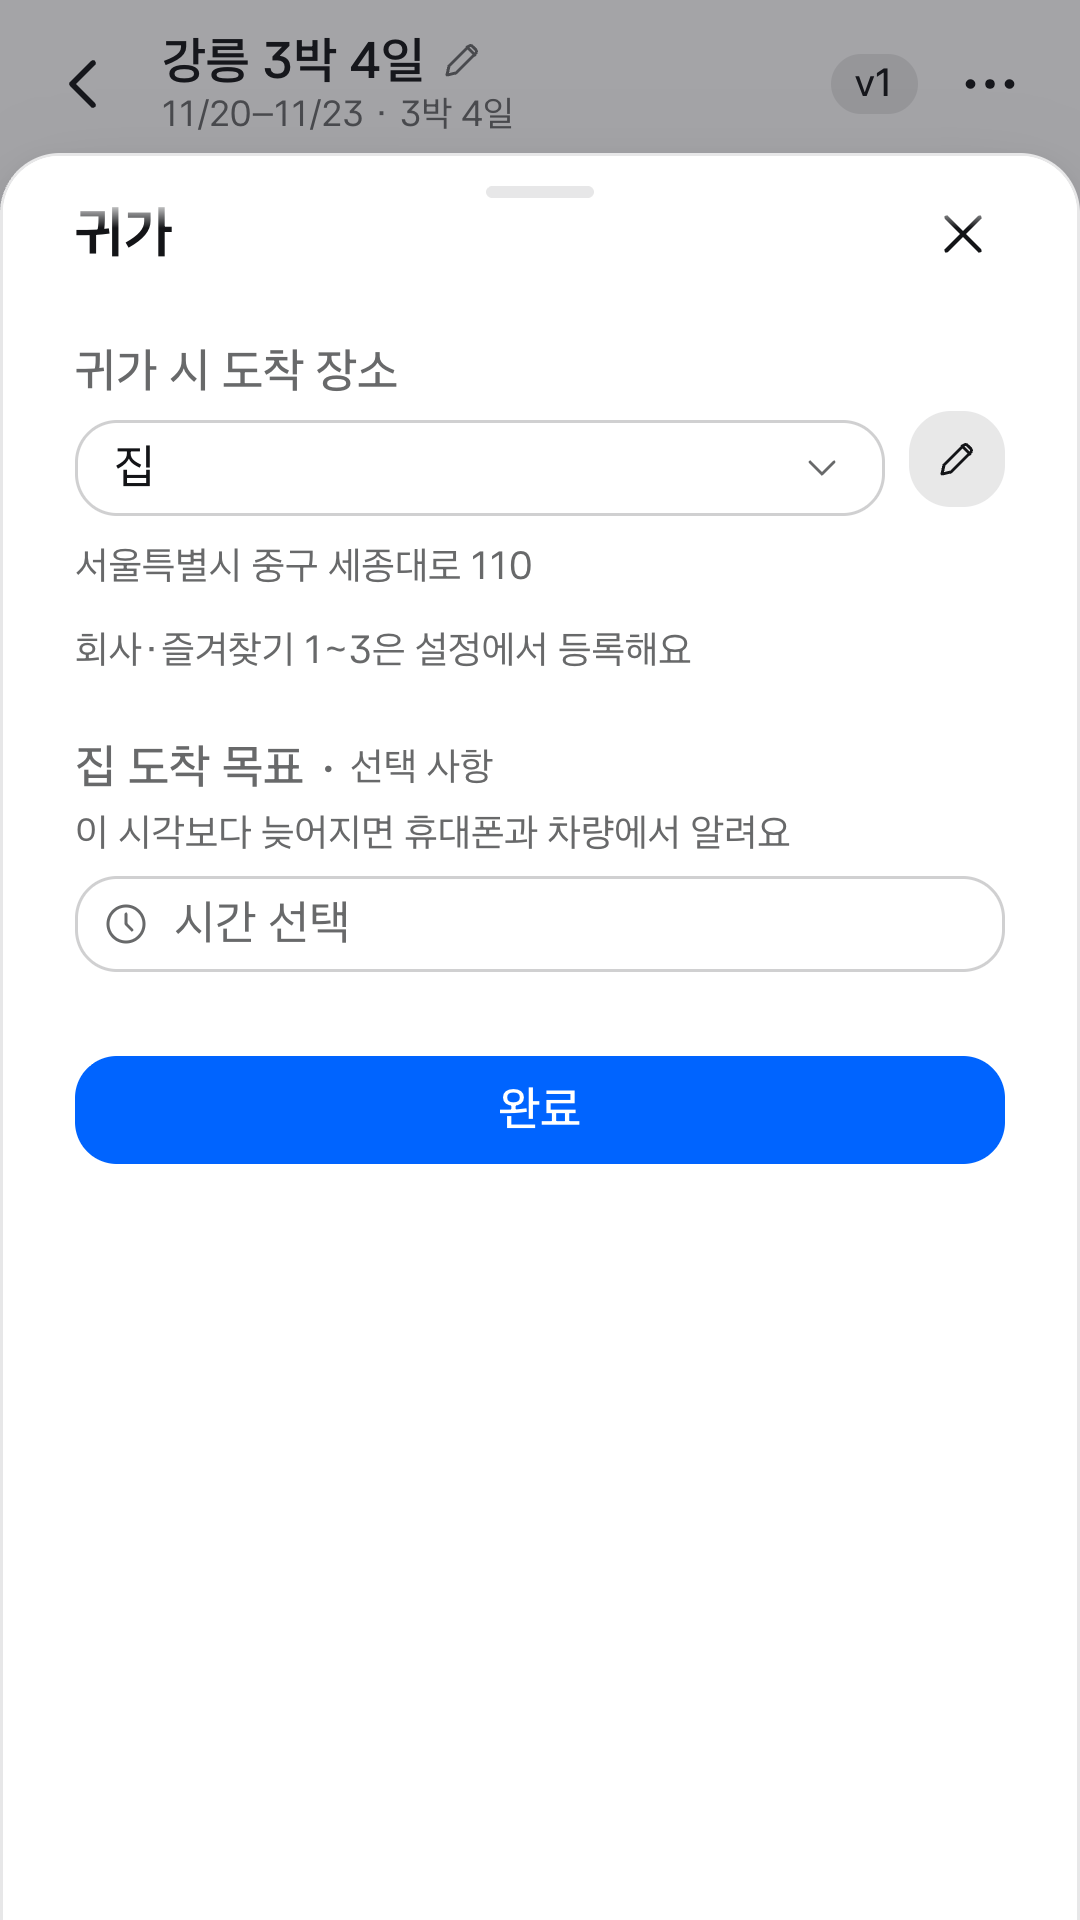 강릉 3박 4일
v1
11/20–11/23 · 3박 4일
귀가
귀가 시 도착 장소
집
서울특별시 중구 세종대로 110
회사·즐겨찾기 1~3은 설정에서 등록해요
집 도착 목표 · 선택 사항
이 시각보다 늦어지면 휴대폰과 차량에서 알려요
시간 선택
완료